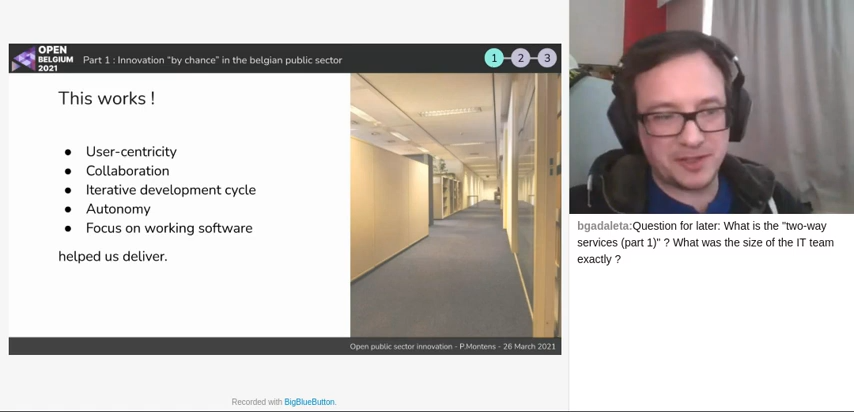 OPEN
BELGIUM
2021
Part 1 : Innovation "by chance" in the belgian public sector
1 2 3
This works !
● User-centricity
● Collaboration
● Iterative development cycle
● Autonomy
● Focus on working software
helped us deliver.
Open public sector innovation - P.Montens - 26 March 2021
Recorded with BigBlueButton.
bgadaleta:Question for later: What is the "two-way
services (part 1)" ? What was the size of the IT team
exactly ?